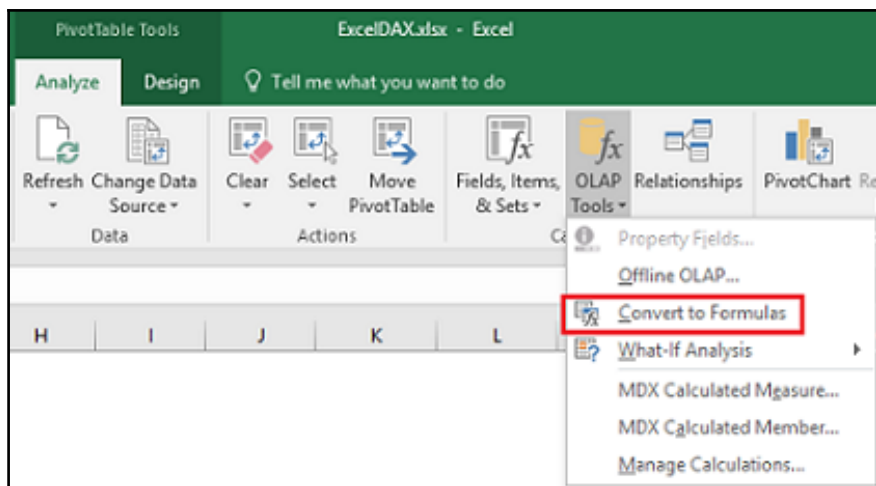 PivotTable Tools
ExcelDAX.xlsx - Excel
Analyze Design Tell me what you want to do
Refresh Change Data Source Clear Select Move PivotTable Fields, Items, & Sets OLAP Tools Relationships PivotChart
Data Actions
Property Fields...
Offline OLAP...
Convert to Formulas
What-If Analysis
MDX Calculated Measure...
MDX Calculated Member...
Manage Calculations...
H I J K L